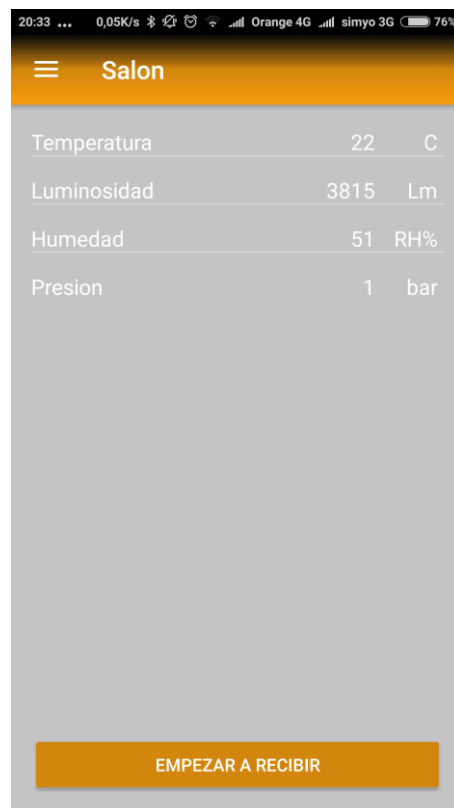 20:33 ... 0,05K/s Orange 4G simyo 3G 76%
Salon
Temperatura 22 C
Luminosidad 3815 Lm
Humedad 51 RH%
Presion 1 bar
EMPEZAR A RECIBIR